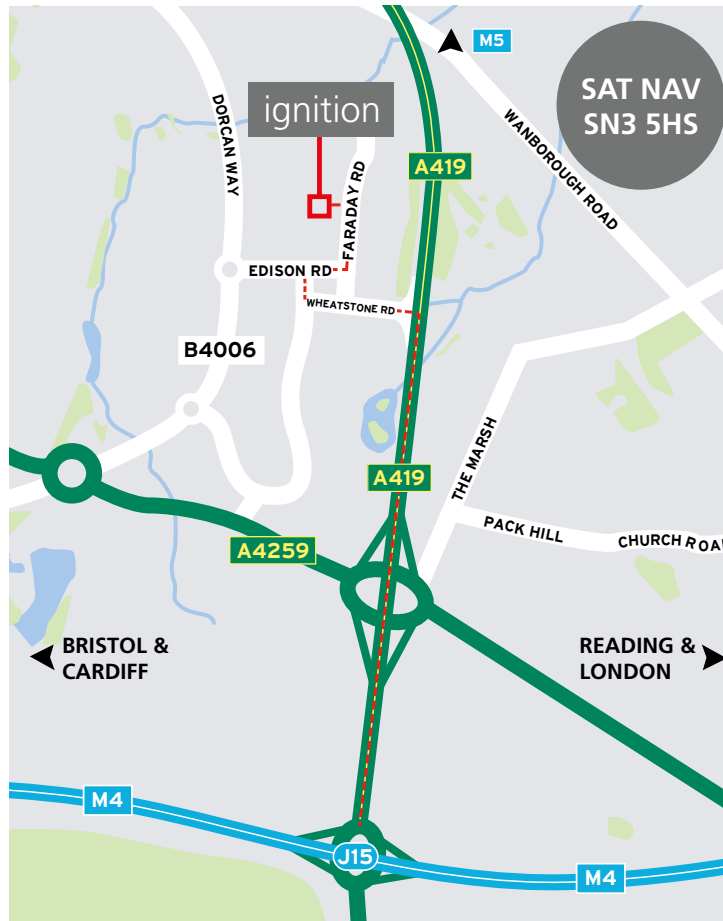 M5
SAT NAV
SN3 5HS
ignition
DORCAN WAY
WANBOROUGH ROAD
A419
FARADAY RD
EDISON RD
WHEATSTONE RD
B4006
A419
THE MARSH
PACK HILL
CHURCH ROAD
A4259
BRISTOL &
CARDIFF
READING &
LONDON
M4
J15
M4